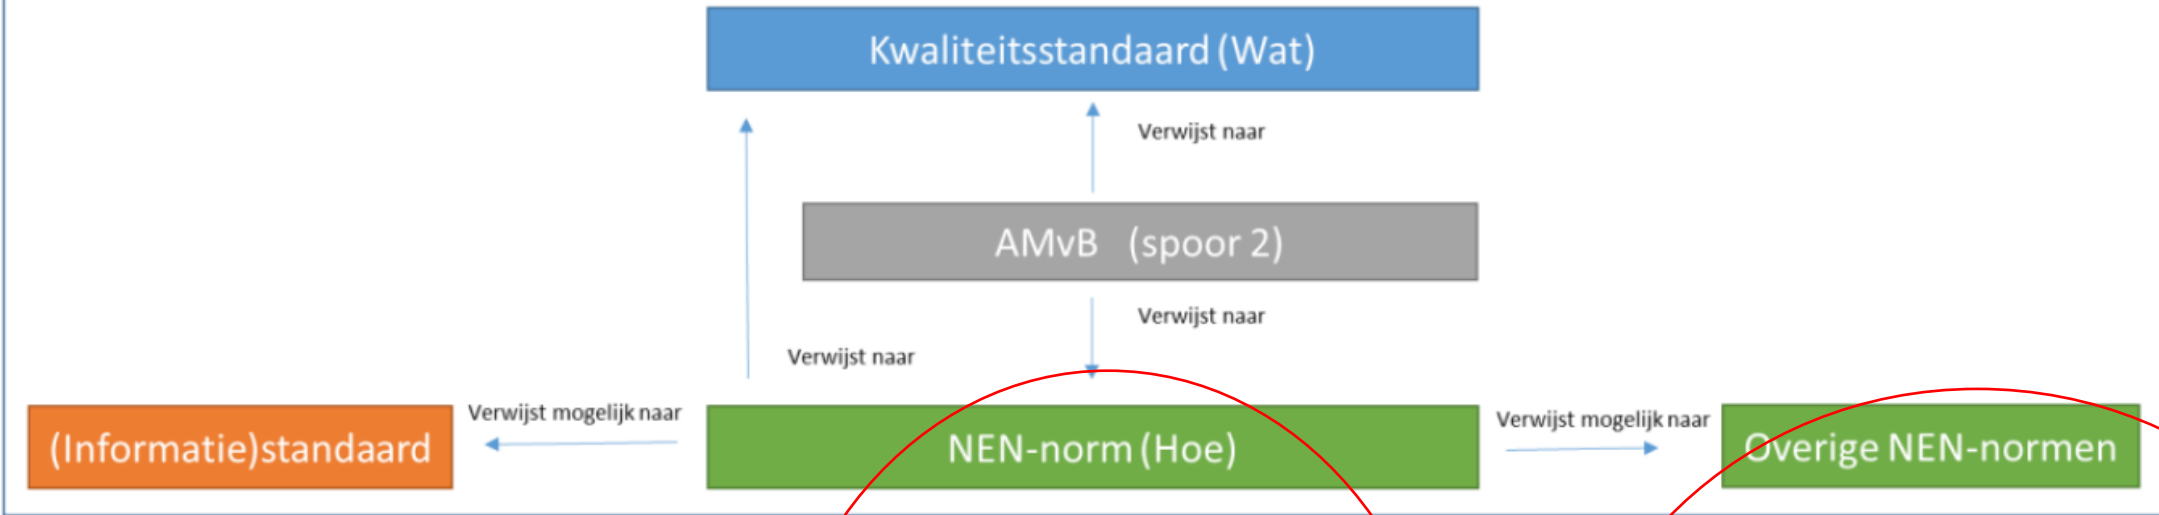 Kwaliteitsstandaard (Wat)
Verwijst naar
AMvB (spoor 2)
Verwijst naar
Verwijst naar
(Informatie)standaard
Verwijst mogelijk naar
NEN-norm (Hoe)
Verwijst mogelijk naar
Overige NEN-normen